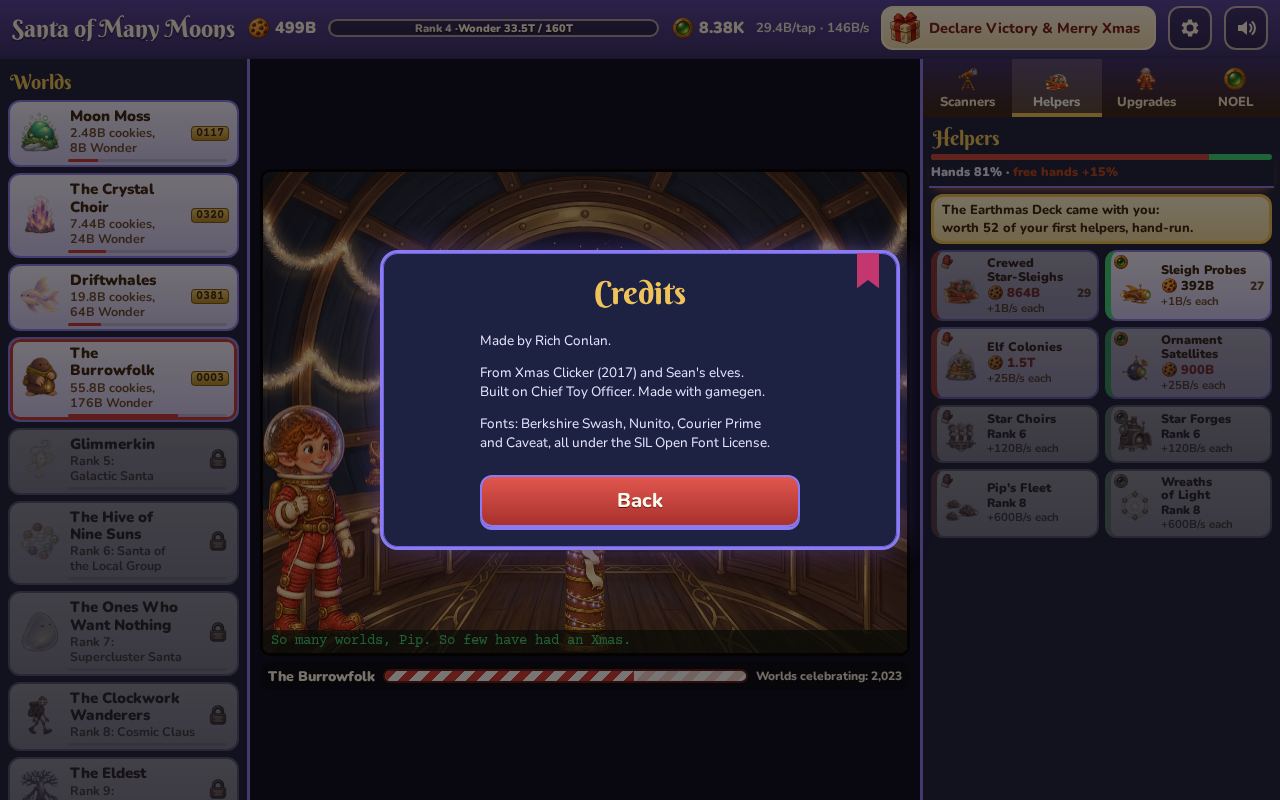 Santa of Many Moons
499B
Rank 4 -Wonder 33.5T / 160T
8.38K
29.4B/tap · 146B/s
Declare Victory & Merry Xmas
Worlds
Moon Moss
2.48B cookies,
8B Wonder
0117
The Crystal
Choir
7.44B cookies,
24B Wonder
0320
Driftwhales
19.8B cookies,
64B Wonder
0381
The
Burrowfolk
55.8B cookies,
176B Wonder
0003
Glimmerkin
Rank 5:
Galactic Santa
The Hive of
Nine Suns
Rank 6: Santa of
the Local Group
The Ones Who
Want Nothing
Rank 7:
Supercluster Santa
The Clockwork
Wanderers
Rank 8: Cosmic Claus
The Eldest
Rank 9:
Credits
Made by Rich Conlan.
From Xmas Clicker (2017) and Sean's elves.
Built on Chief Toy Officer. Made with gamegen.
Fonts: Berkshire Swash, Nunito, Courier Prime
and Caveat, all under the SIL Open Font License.
Back
So many worlds, Pip. So few have had an Xmas.
The Burrowfolk
Worlds celebrating: 2,023
Scanners
Helpers
Upgrades
NOEL
Helpers
Hands 81% · free hands +15%
The Earthmas Deck came with you:
worth 52 of your first helpers, hand-run.
Crewed
Star-Sleighs
864B
29
+1B/s each
Sleigh Probes
392B
27
+1B/s each
Elf Colonies
1.5T
+25B/s each
Ornament
Satellites
900B
+25B/s each
Star Choirs
Rank 6
+120B/s each
Star Forges
Rank 6
+120B/s each
Pip's Fleet
Rank 8
+600B/s each
Wreaths
of Light
Rank 8
+600B/s each